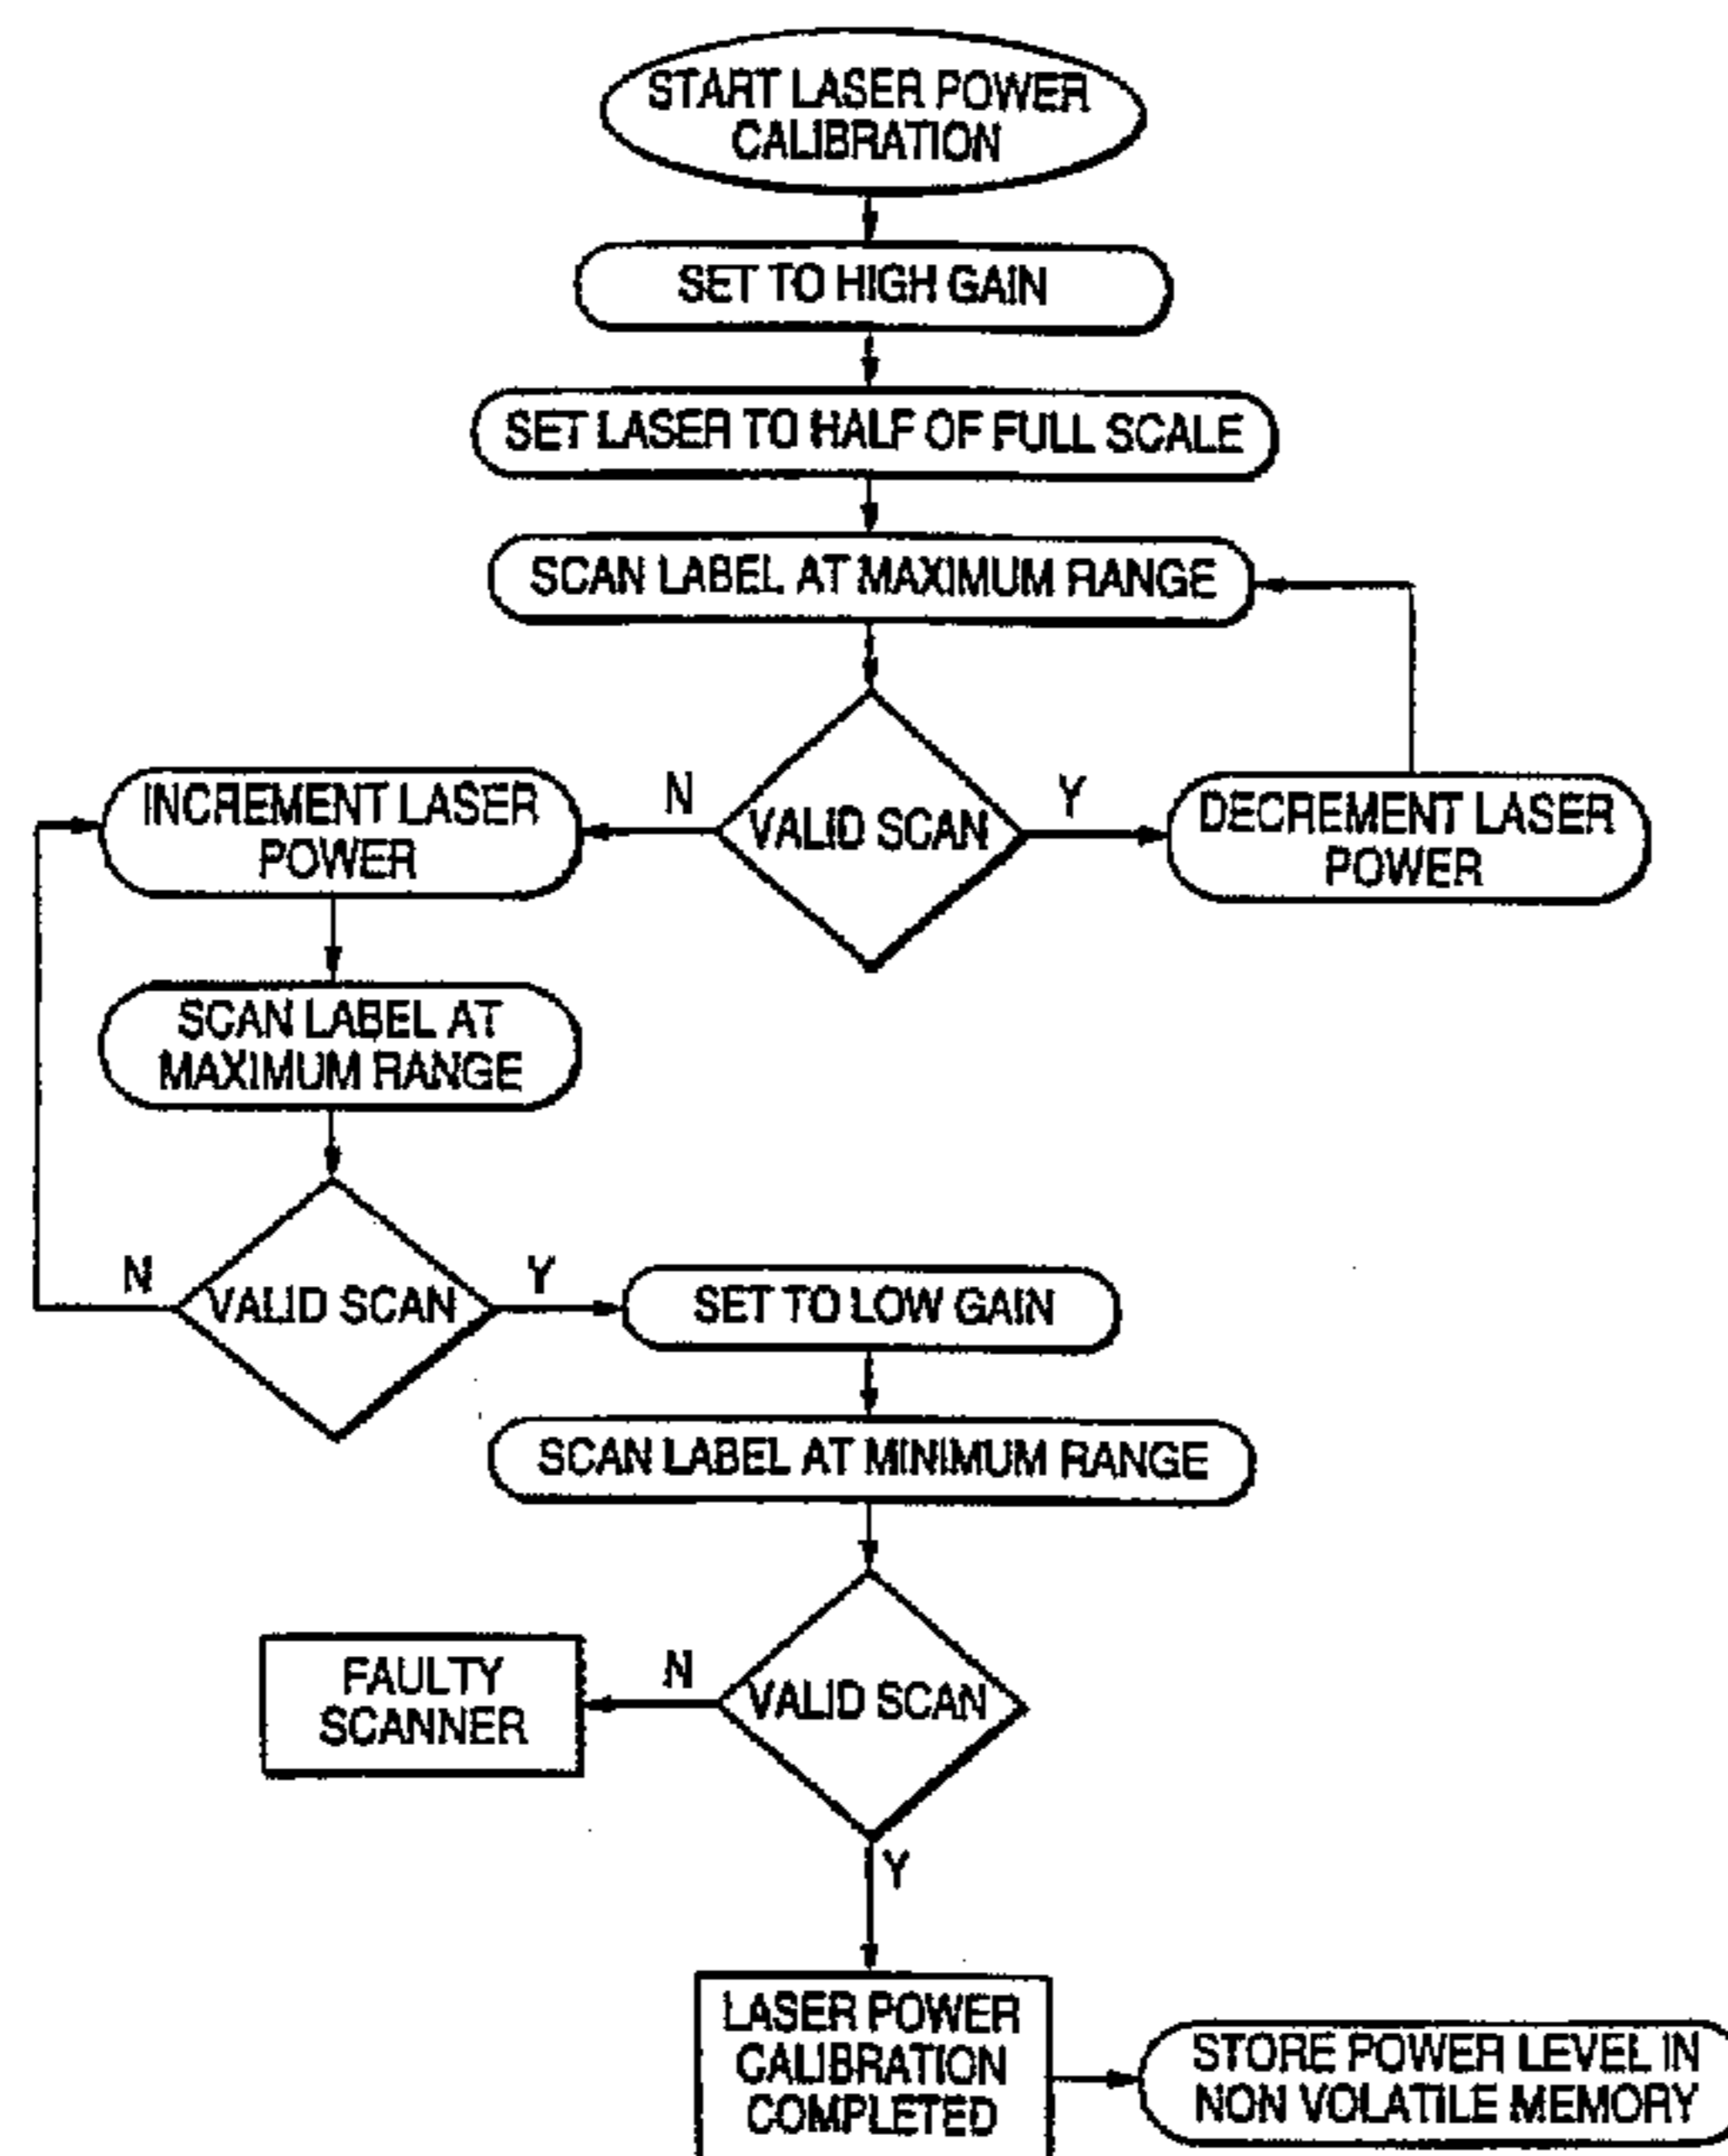 START LASER POWER
CALIBRATION
SET TO HIGH GAIN
SET LASER TO HALF OF FULL SCALE
SCAN LABEL AT MAXIMUM RANGE
N
VALID SCAN
Y
INCREMENT LASER
POWER
DECREMENT LASER
POWER
SCAN LABEL AT
MAXIMUM RANGE
N
VALID SCAN
Y
SET TO LOW GAIN
SCAN LABEL AT MINIMUM RANGE
FAULTY
SCANNER
N
VALID SCAN
Y
LASER POWER
CALIBRATION
COMPLETED
STORE POWER LEVEL IN
NON VOLATILE MEMORY